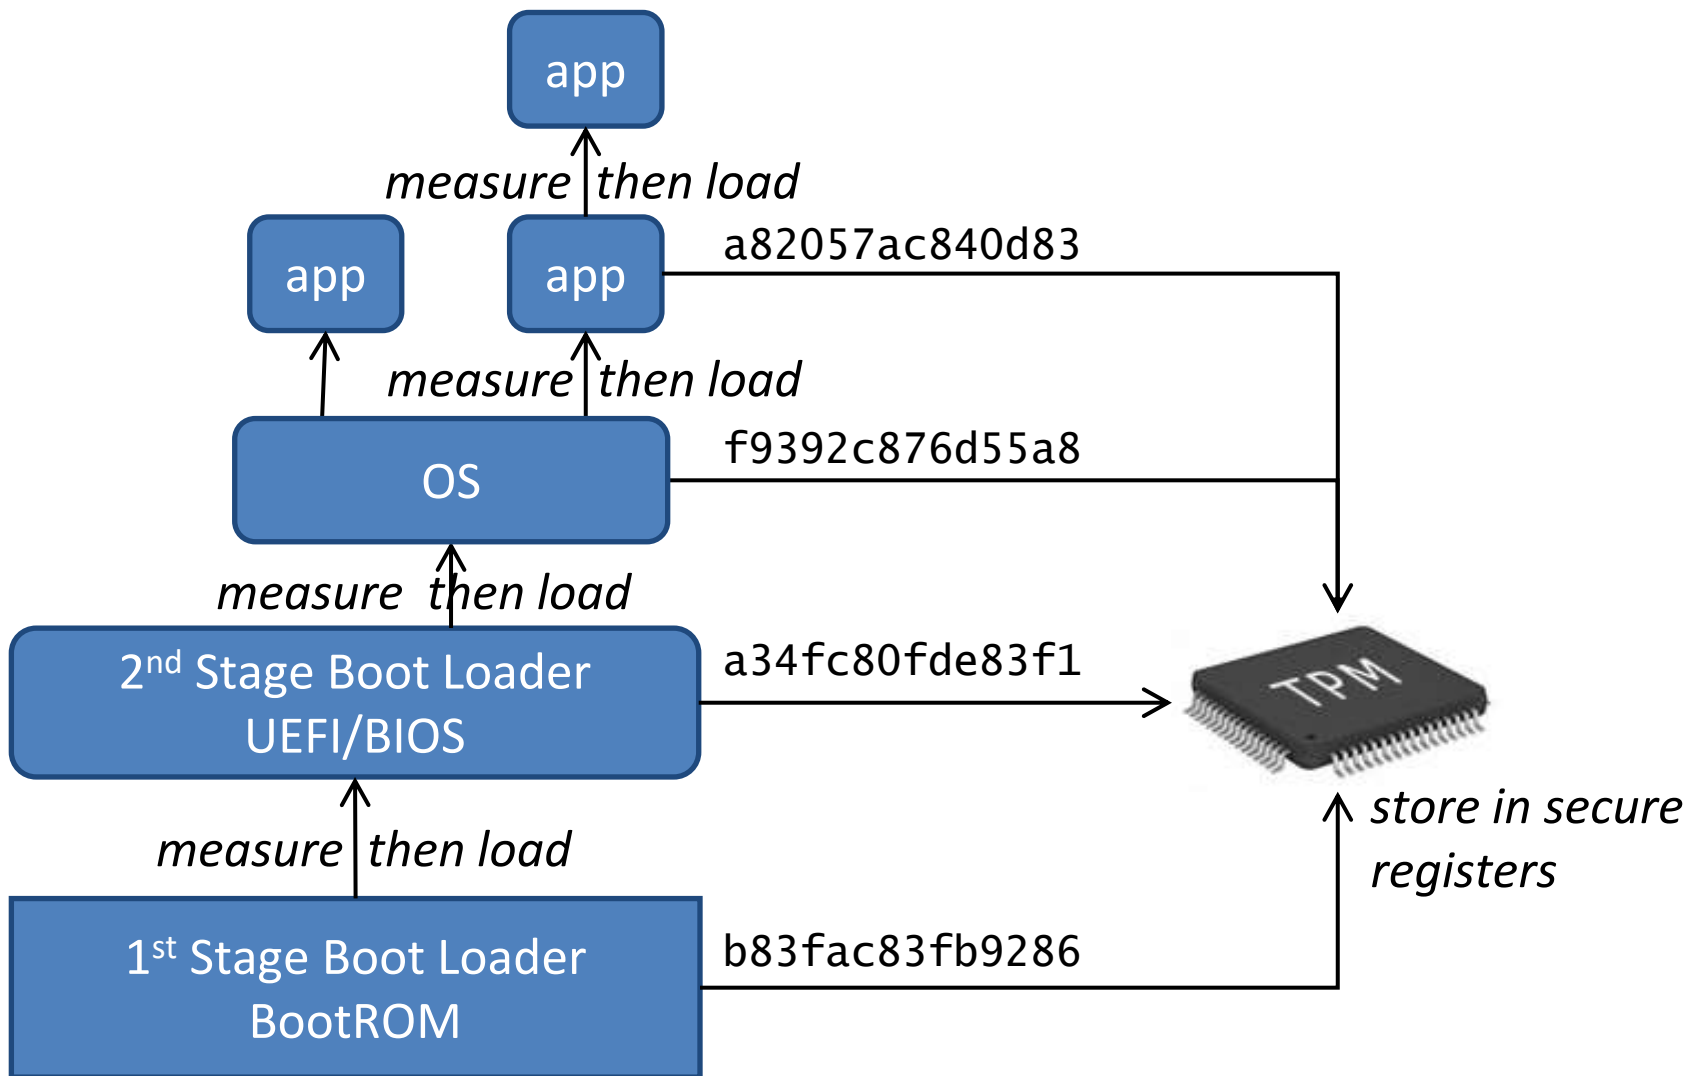 app
measure then load
app
app
a82057ac840d83
measure then load
OS
f9392c876d55a8
measure then load
2nd Stage Boot Loader
UEFI/BIOS
a34fc80fde83f1
TPM
store in secure
registers
measure then load
1st Stage Boot Loader
BootROM
b83fac83fb9286